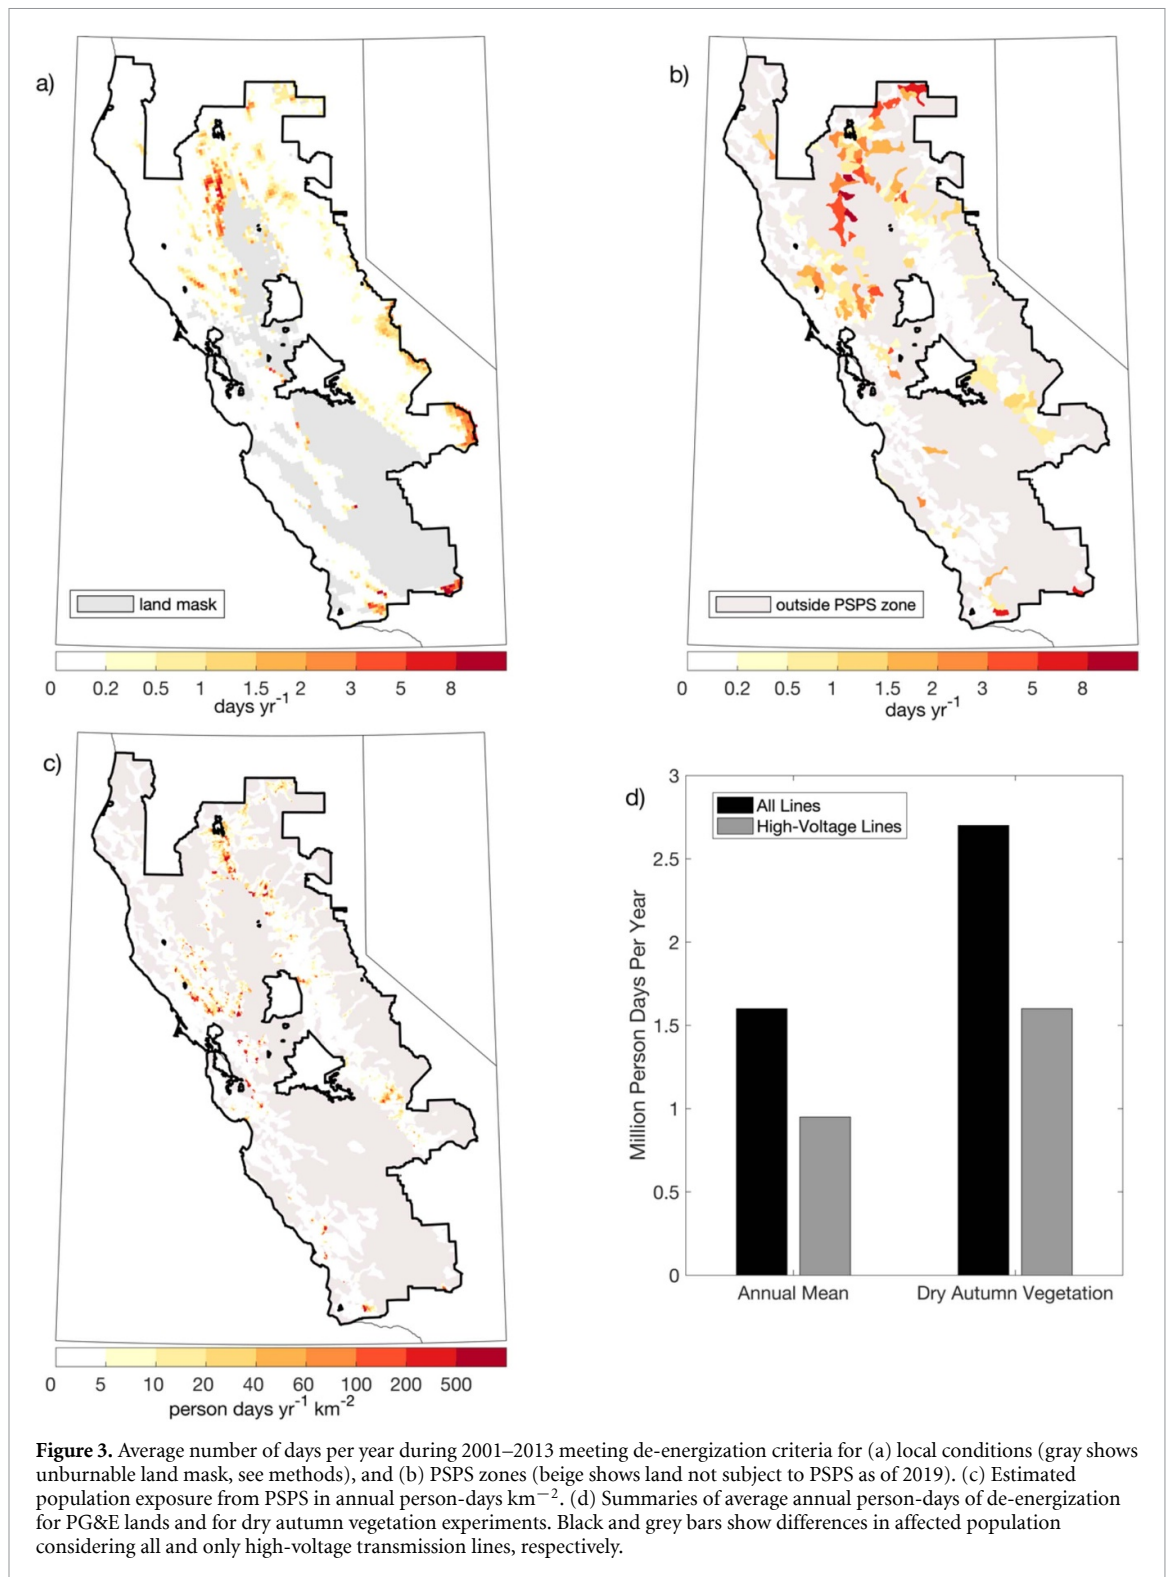 a)
land mask
0 0.2 0.5 1 1.5 2 3 5 8
days yr⁻¹
b)
outside PSPS zone
0 0.2 0.5 1 1.5 2 3 5 8
days yr⁻¹
c)
0 5 10 20 40 60 100 200 500
person days yr⁻¹ km⁻²
d)
All Lines
High-Voltage Lines
Million Person Days Per Year
3
2.5
2
1.5
1
0.5
0
Annual Mean Dry Autumn Vegetation
Figure 3. Average number of days per year during 2001–2013 meeting de-energization criteria for (a) local conditions (gray shows
unburnable land mask, see methods), and (b) PSPS zones (beige shows land not subject to PSPS as of 2019). (c) Estimated
population exposure from PSPS in annual person-days km⁻². (d) Summaries of average annual person-days of de-energization
for PG&E lands and for dry autumn vegetation experiments. Black and grey bars show differences in affected population
considering all and only high-voltage transmission lines, respectively.